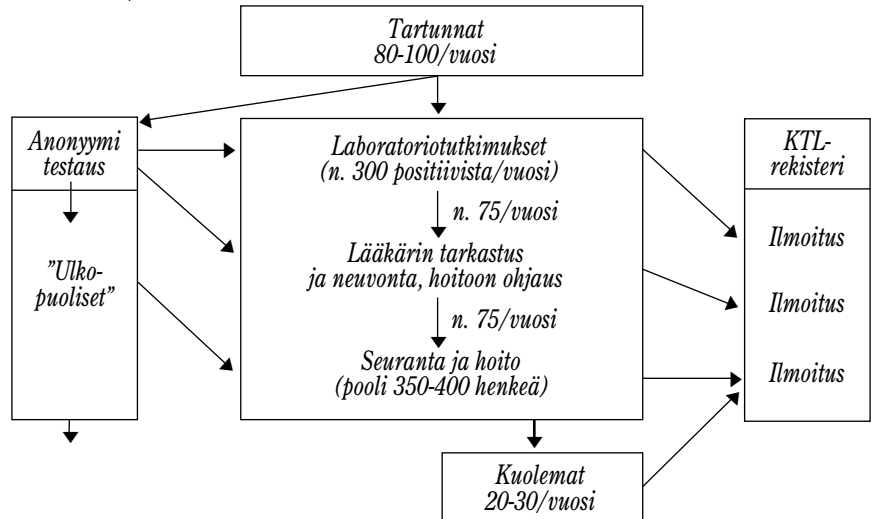 Tartunnat
80-100/vuosi
Anonyymi
testaus
"Ulko-
puoliset"
Laboratoriotutkimukset
(n. 300 positiivista/vuosi)
n. 75/vuosi
Lääkärin tarkastus
ja neuvonta, hoitoon ohjaus
n. 75/vuosi
Seuranta ja hoito
(pooli 350-400 henkeä)
KTL-
rekisteri
Ilmoitus
Ilmoitus
Ilmoitus
Kuolemat
20-30/vuosi